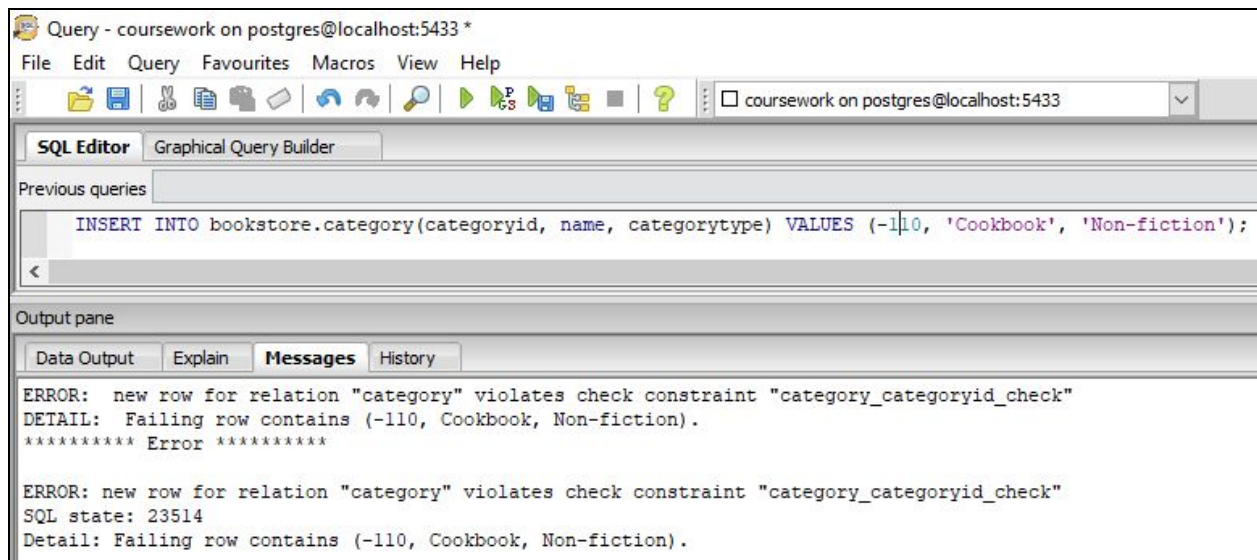 Query - coursework on postgres@localhost:5433 *
File Edit Query Favourites Macros View Help
coursework on postgres@localhost:5433
SQL Editor Graphical Query Builder
Previous queries
INSERT INTO bookstore.category(categoryid, name, categorytype) VALUES (-110, 'Cookbook', 'Non-fiction');
Output pane
Data Output Explain Messages History
ERROR:  new row for relation "category" violates check constraint "category_categoryid_check"
DETAIL:  Failing row contains (-110, Cookbook, Non-fiction).
********** Error **********
ERROR: new row for relation "category" violates check constraint "category_categoryid_check"
SQL state: 23514
Detail: Failing row contains (-110, Cookbook, Non-fiction).